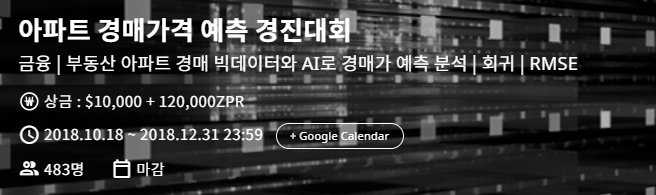 아파트 경매가격 예측 경진대회
금융 | 부동산 아파트 경매 빅데이터와 AI로 경매가 예측 분석 | 회귀 | RMSE
₩ 상금 : $10,000 + 120,000ZPR
2018.10.18 ~ 2018.12.31 23:59 + Google Calendar
483명 마감